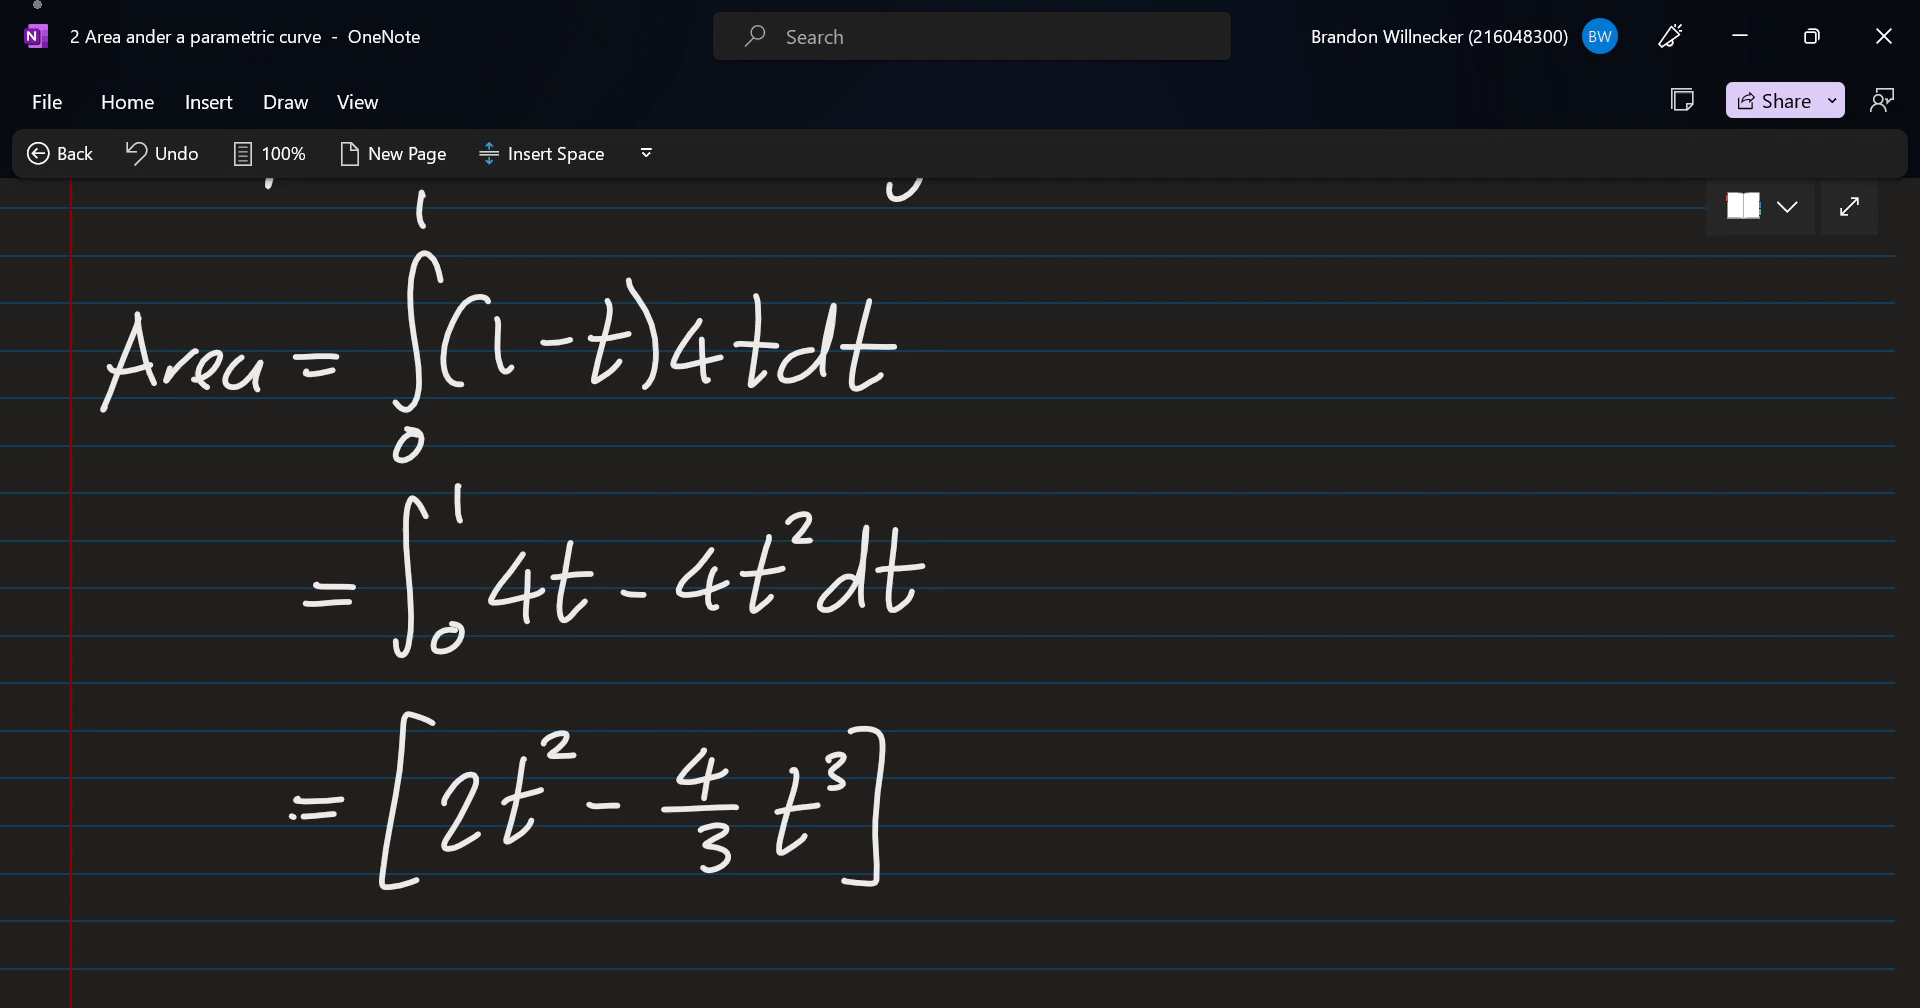 2 Area ander a parametric curve - OneNote
Search
Brandon Willnecker (216048300) BW
File Home Insert Draw View
Share
Back Undo 100% New Page Insert Space
Area = ∫₀¹ (1 - t) 4t dt
= ∫₀¹ 4t - 4t² dt
= [2t² - 4/3 t³]